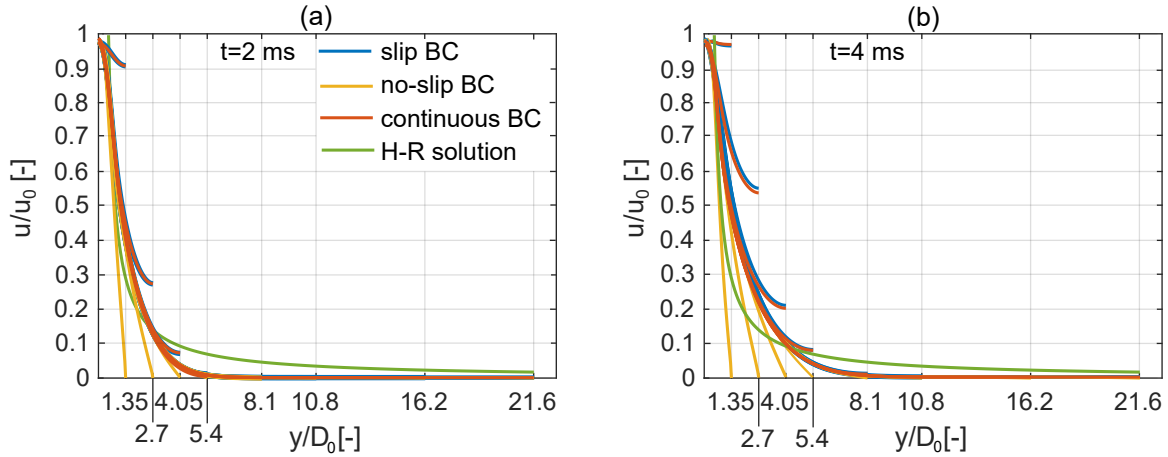 (a)
t=2 ms
slip BC
no-slip BC
continuous BC
H-R solution
u/u0 [-]
1
0.9
0.8
0.7
0.6
0.5
0.4
0.3
0.2
0.1
0
1.35 4.05 8.1 10.8 16.2 21.6
2.7 5.4
y/D0[-]
(b)
t=4 ms
u/u0 [-]
1
0.9
0.8
0.7
0.6
0.5
0.4
0.3
0.2
0.1
0
1.35 4.05 8.1 10.8 16.2 21.6
2.7 5.4
y/D0[-]